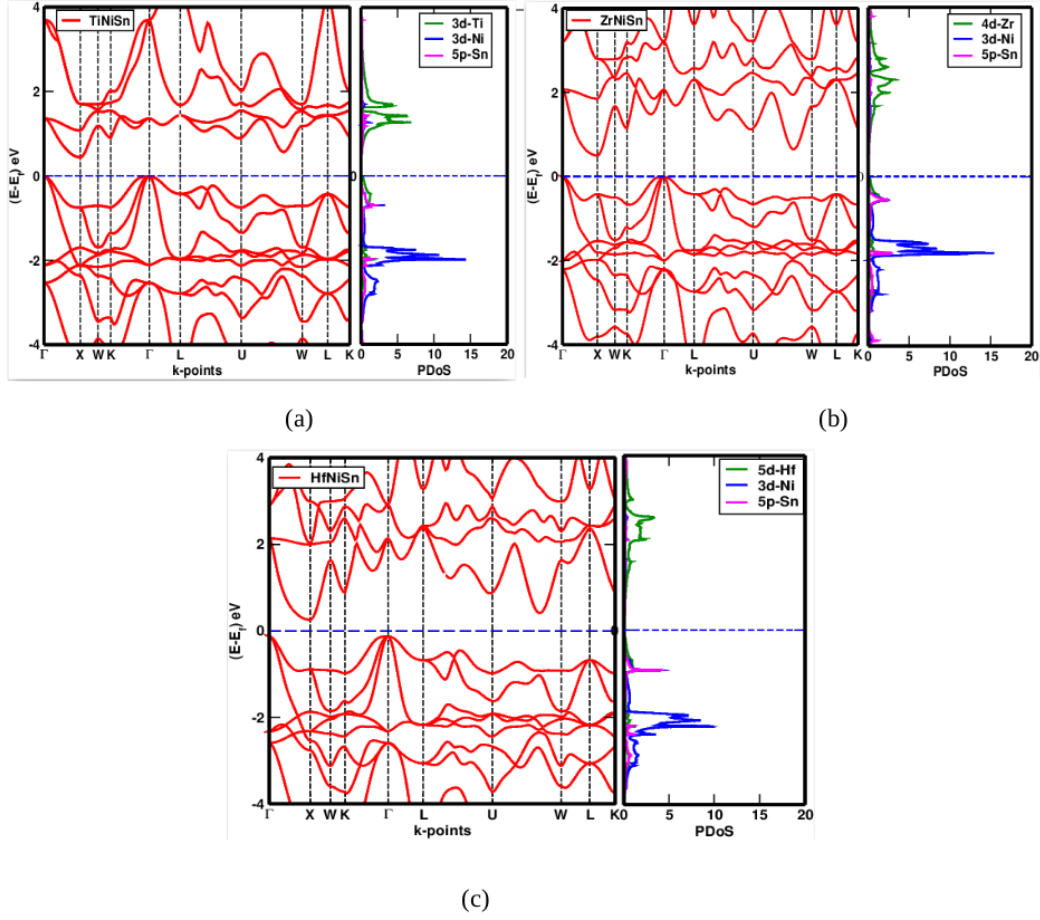 TiNiSn
3d-Ti
3d-Ni
5p-Sn
4
2
0
-2
-4
(E-E_f) eV
Γ X W K Γ L U W L K
k-points
0
0 5 10 15 20
PDoS
ZrNiSn
4d-Zr
3d-Ni
5p-Sn
4
2
0
-2
-4
(E-E_f) eV
Γ X W K Γ L U W L K
k-points
0
0 5 10 15 20
PDoS
(a)
(b)
HfNiSn
5d-Hf
3d-Ni
5p-Sn
4
2
0
-2
-4
(E-E_f) eV
Γ X W K Γ L U W L K
k-points
0
0 5 10 15 20
PDoS
(c)